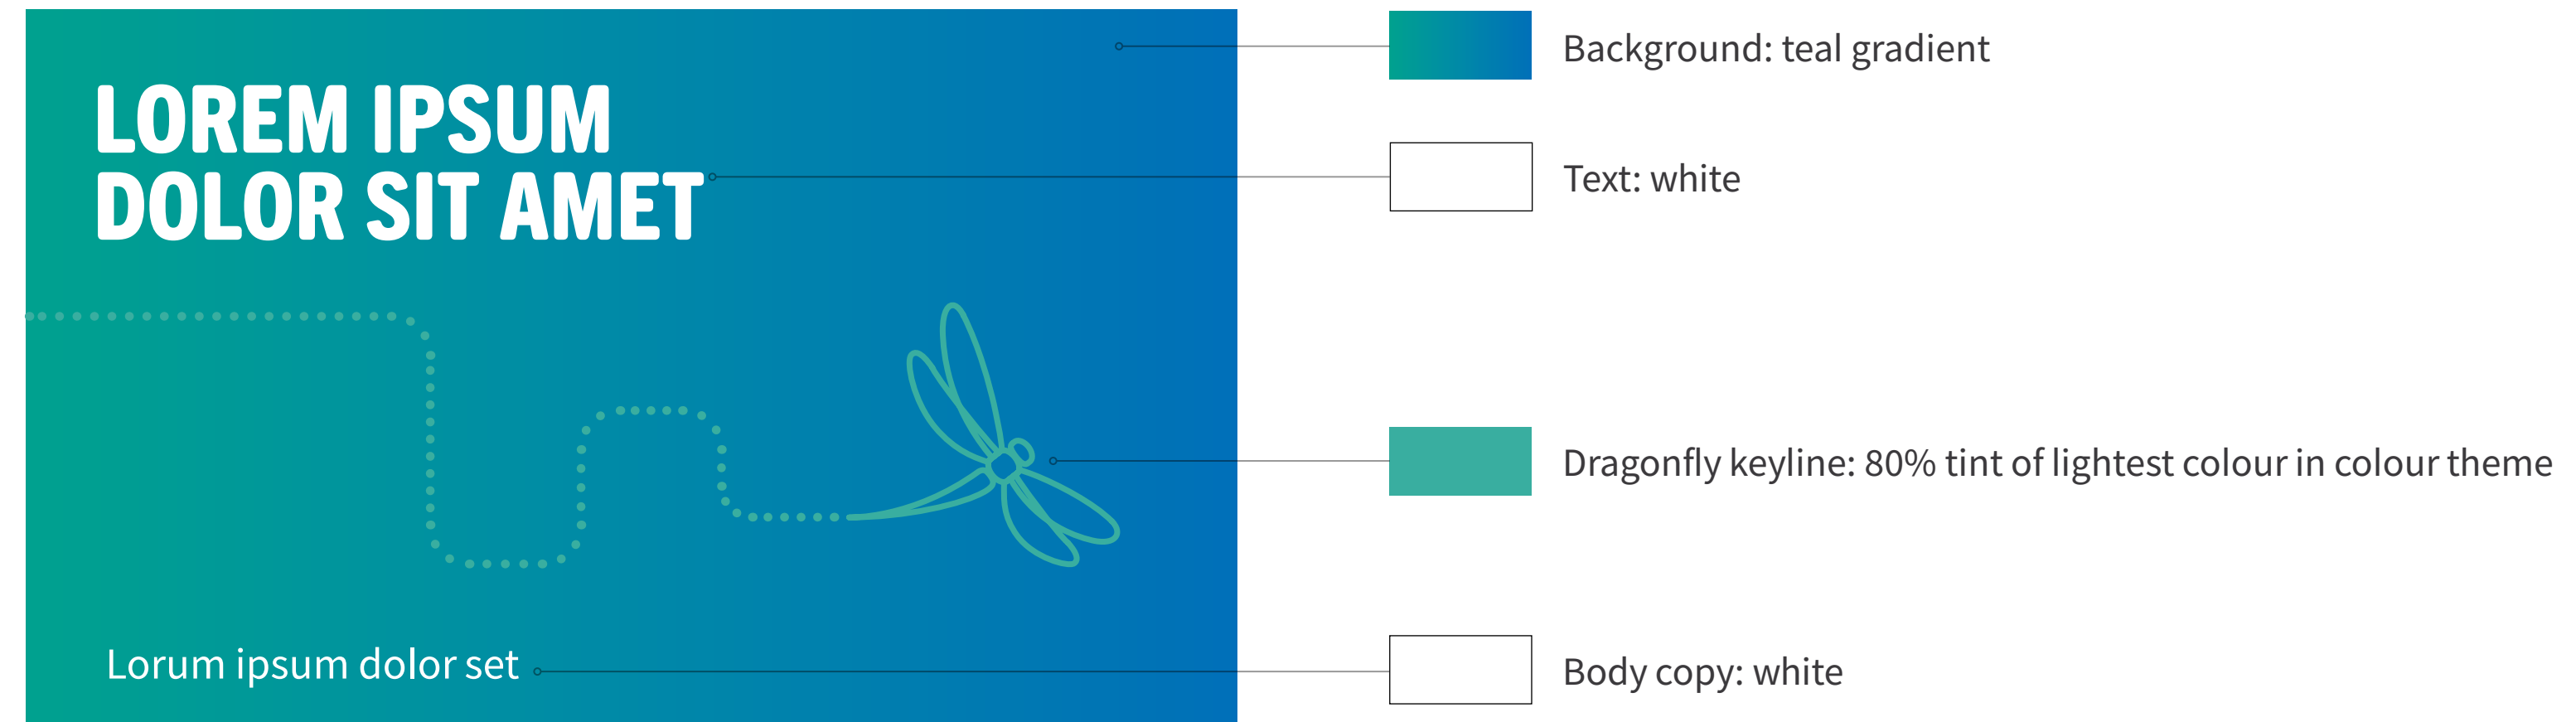 LOREM IPSUM
DOLOR SIT AMET
Lorum ipsum dolor set
Background: teal gradient
Text: white
Dragonfly keyline: 80% tint of lightest colour in colour theme
Body copy: white